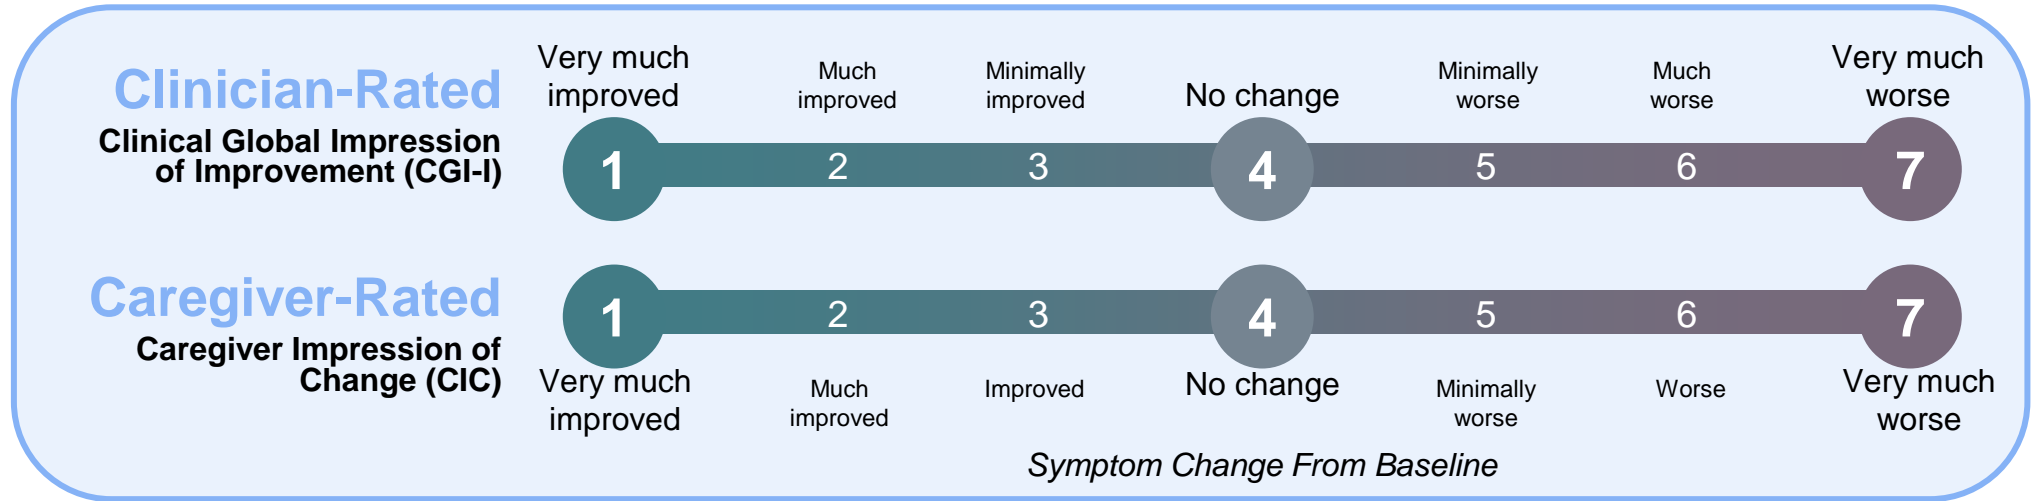 Clinician-Rated
Clinical Global Impression
of Improvement (CGI-I)
Very much
improved
Much
improved
Minimally
improved
No change
Minimally
worse
Much
worse
Very much
worse
1 2 3 4 5 6 7
Caregiver-Rated
Caregiver Impression of
Change (CIC)
1 2 3 4 5 6 7
Very much
improved
Much
improved
Improved
No change
Minimally
worse
Worse
Very much
worse
Symptom Change From Baseline